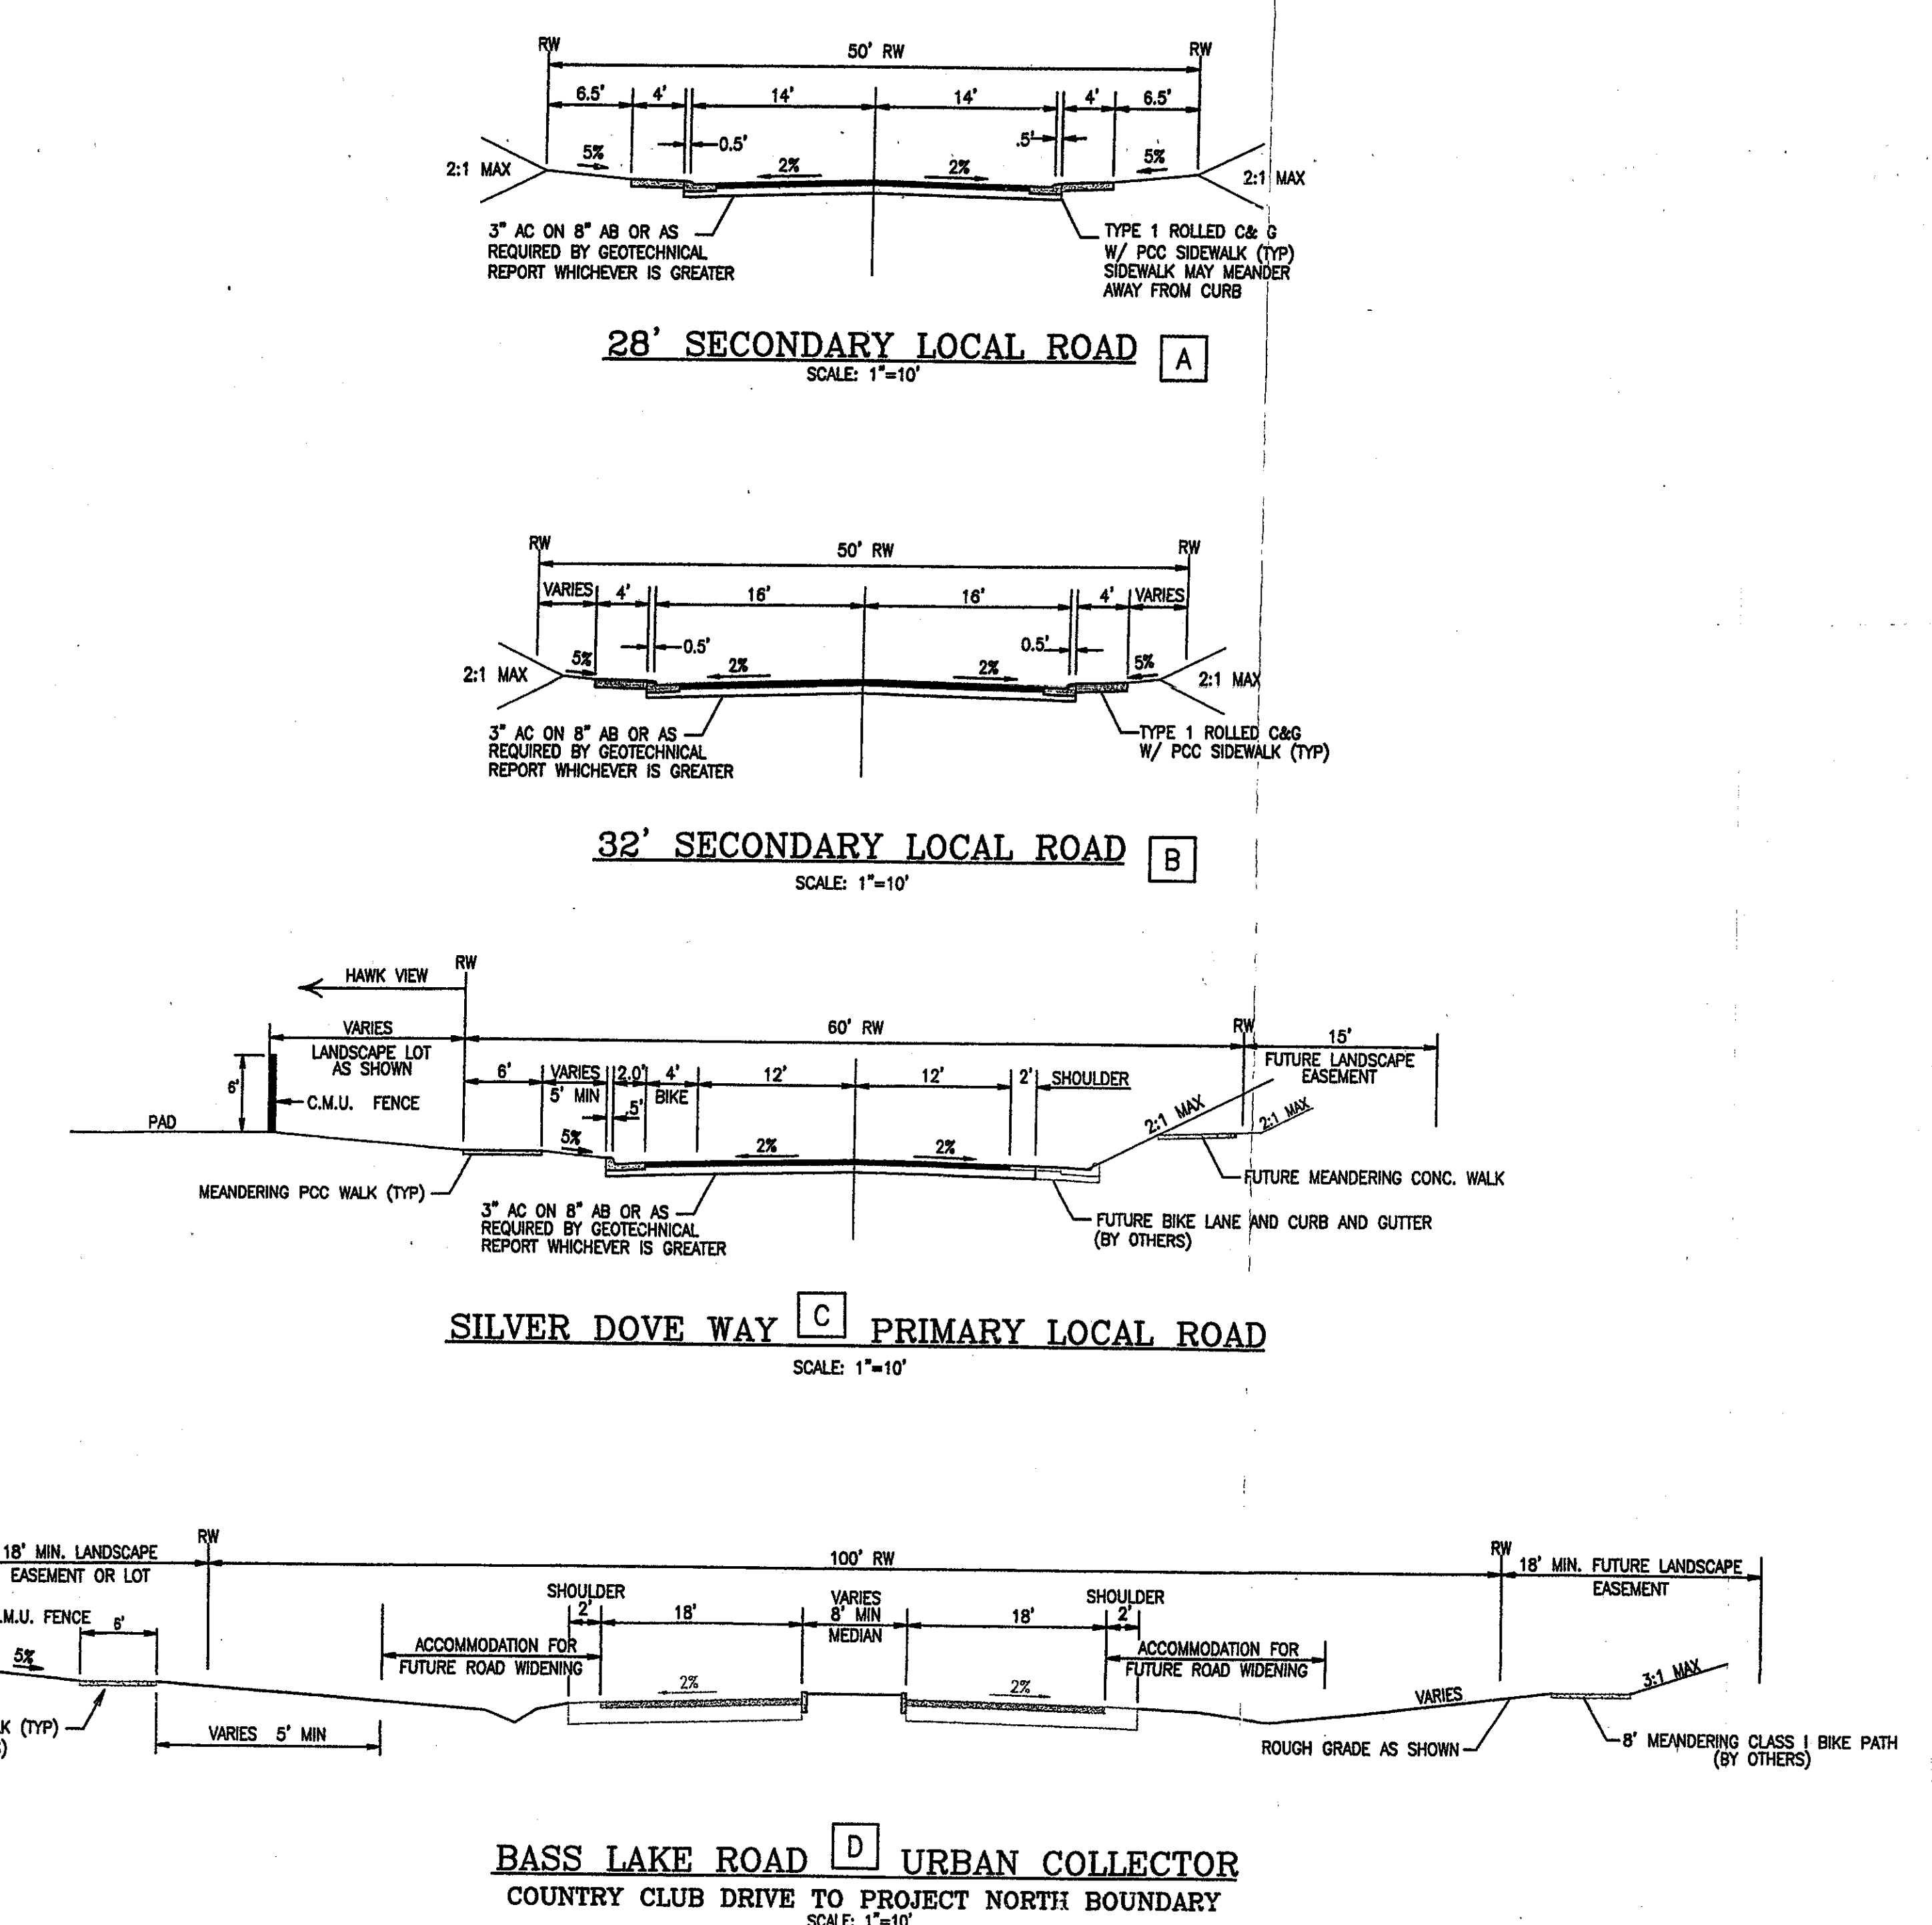 RW 50' RW RW
6.5' 4' 14' 14' 4' 6.5'
0.5' .5'
5% 2% 2% 5%
2:1 MAX 2:1 MAX
3" AC ON 8" AB OR AS
REQUIRED BY GEOTECHNICAL
REPORT WHICHEVER IS GREATER
TYPE 1 ROLLED C& G
W/ PCC SIDEWALK (TYP)
SIDEWALK MAY MEANDER
AWAY FROM CURB
28' SECONDARY LOCAL ROAD A
SCALE: 1"=10'
RW 50' RW RW
VARIES 4' 16' 16' 4' VARIES
0.5' 0.5'
5% 2% 2% 5%
2:1 MAX 2:1 MAX
3" AC ON 8" AB OR AS
REQUIRED BY GEOTECHNICAL
REPORT WHICHEVER IS GREATER
TYPE 1 ROLLED C&G
W/ PCC SIDEWALK (TYP)
32' SECONDARY LOCAL ROAD B
SCALE: 1"=10'
HAWK VIEW RW
VARIES 60' RW RW 15'
LANDSCAPE LOT
AS SHOWN
FUTURE LANDSCAPE
EASEMENT
6' 6' VARIES 2.0' 4' 12' 12' 2' SHOULDER
5' MIN .5' BIKE
C.M.U. FENCE
PAD
5% 2% 2% 2:1 MAX 2:1 MAX
MEANDERING PCC WALK (TYP)
FUTURE MEANDERING CONC. WALK
3" AC ON 8" AB OR AS
REQUIRED BY GEOTECHNICAL
REPORT WHICHEVER IS GREATER
FUTURE BIKE LANE AND CURB AND GUTTER
(BY OTHERS)
SILVER DOVE WAY C PRIMARY LOCAL ROAD
SCALE: 1"=10'
18' MIN. LANDSCAPE RW 100' RW RW 18' MIN. FUTURE LANDSCAPE
EASEMENT OR LOT EASEMENT
SHOULDER VARIES SHOULDER
.M.U. FENCE 6' 2' 18' 8' MIN 18' 2'
MEDIAN
ACCOMMODATION FOR
FUTURE ROAD WIDENING
ACCOMMODATION FOR
FUTURE ROAD WIDENING
5% 2% 2% VARIES 3:1 MAX
K (TYP)
)
VARIES 5' MIN
ROUGH GRADE AS SHOWN
8' MEANDERING CLASS I BIKE PATH
(BY OTHERS)
BASS LAKE ROAD D URBAN COLLECTOR
COUNTRY CLUB DRIVE TO PROJECT NORTH BOUNDARY
SCALE: 1"=10'